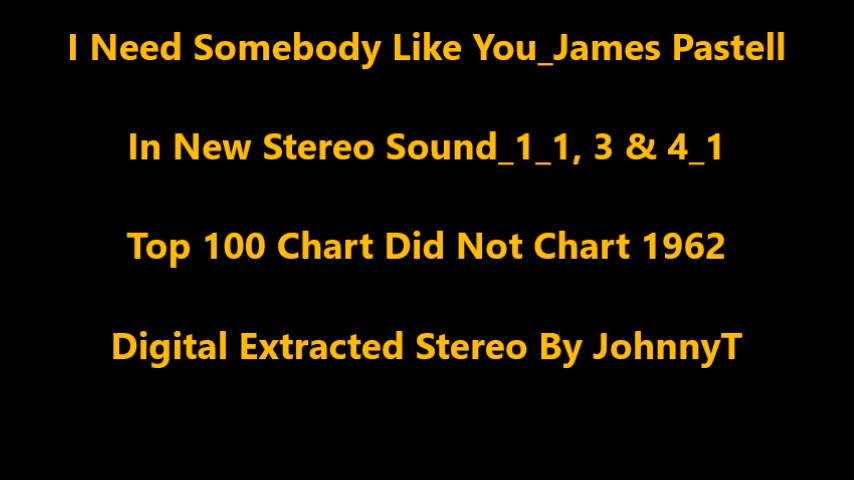 I Need Somebody Like You_James Pastell
In New Stereo Sound_1_1, 3 & 4_1
Top 100 Chart Did Not Chart 1962
Digital Extracted Stereo By JohnnyT